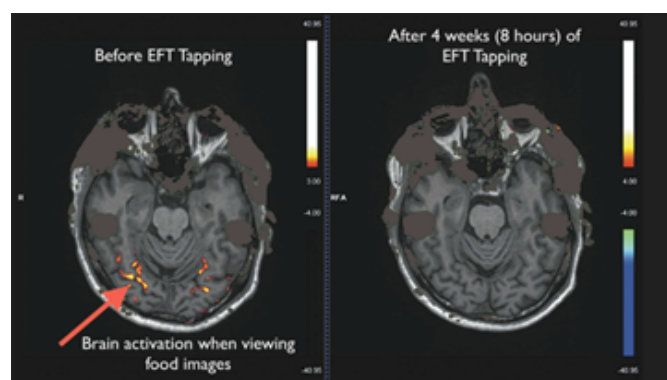 Before EFT Tapping
After 4 weeks (8 hours) of
EFT Tapping
40.95
40.95
3.00
4.00
-4.00
-4.00
R
RFA
Brain activation when viewing
food images
-40.95
-40.95